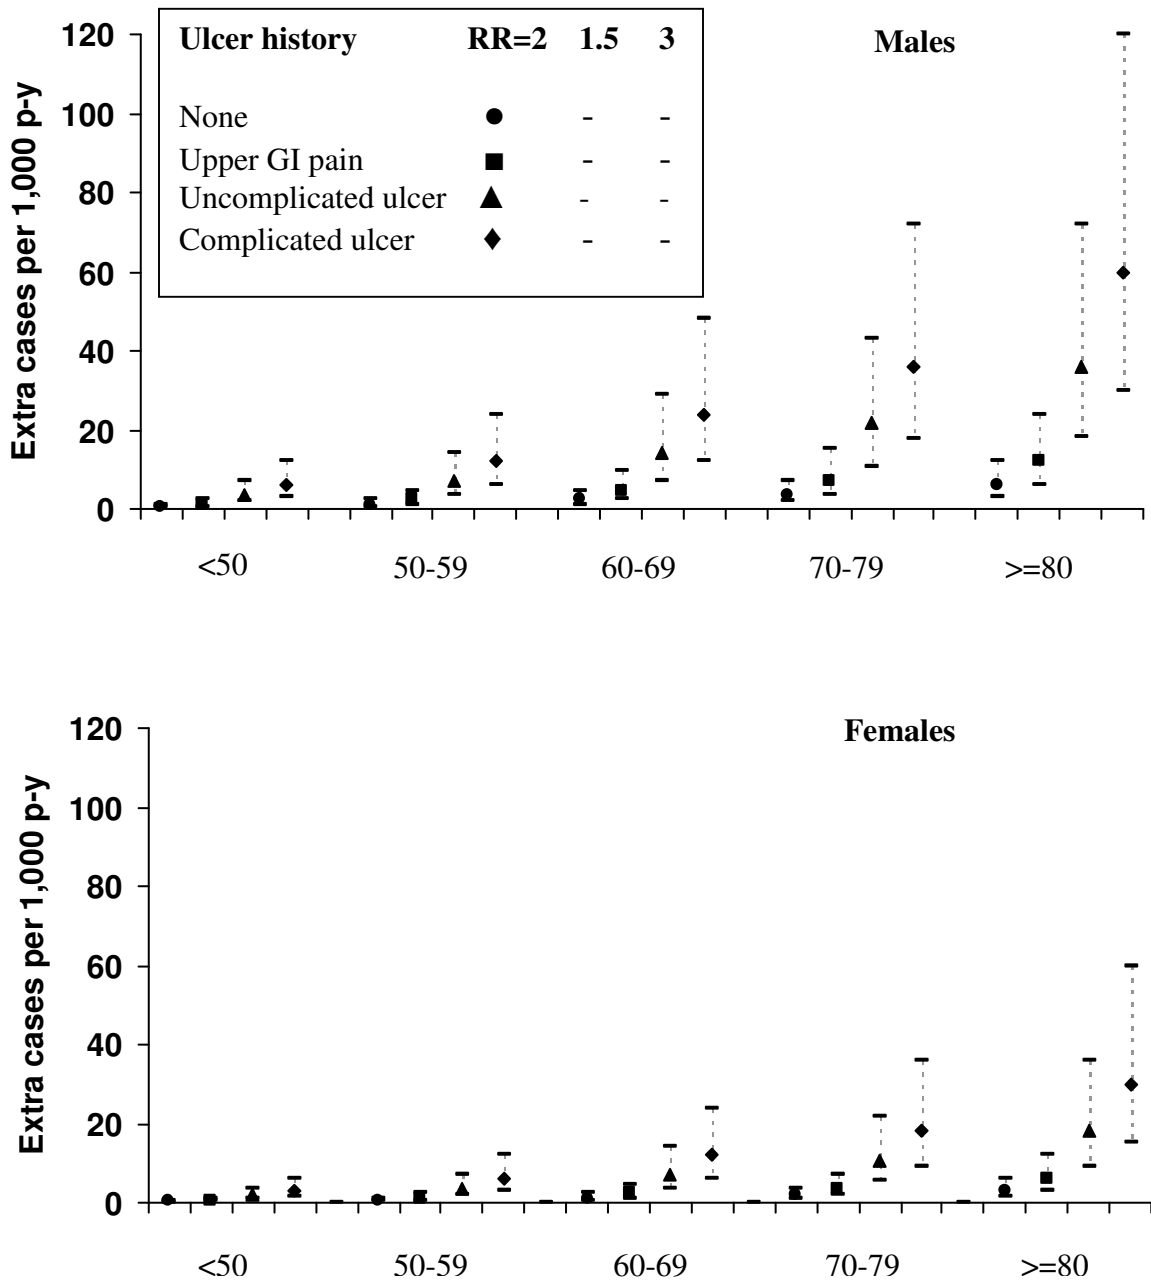 Ulcer history RR=2 1.5 3
None - -
Upper GI pain - -
Uncomplicated ulcer - -
Complicated ulcer - -
Males
Extra cases per 1,000 p-y
120
100
80
60
40
20
0
<50 50-59 60-69 70-79 >=80
Females
Extra cases per 1,000 p-y
120
100
80
60
40
20
0
<50 50-59 60-69 70-79 >=80